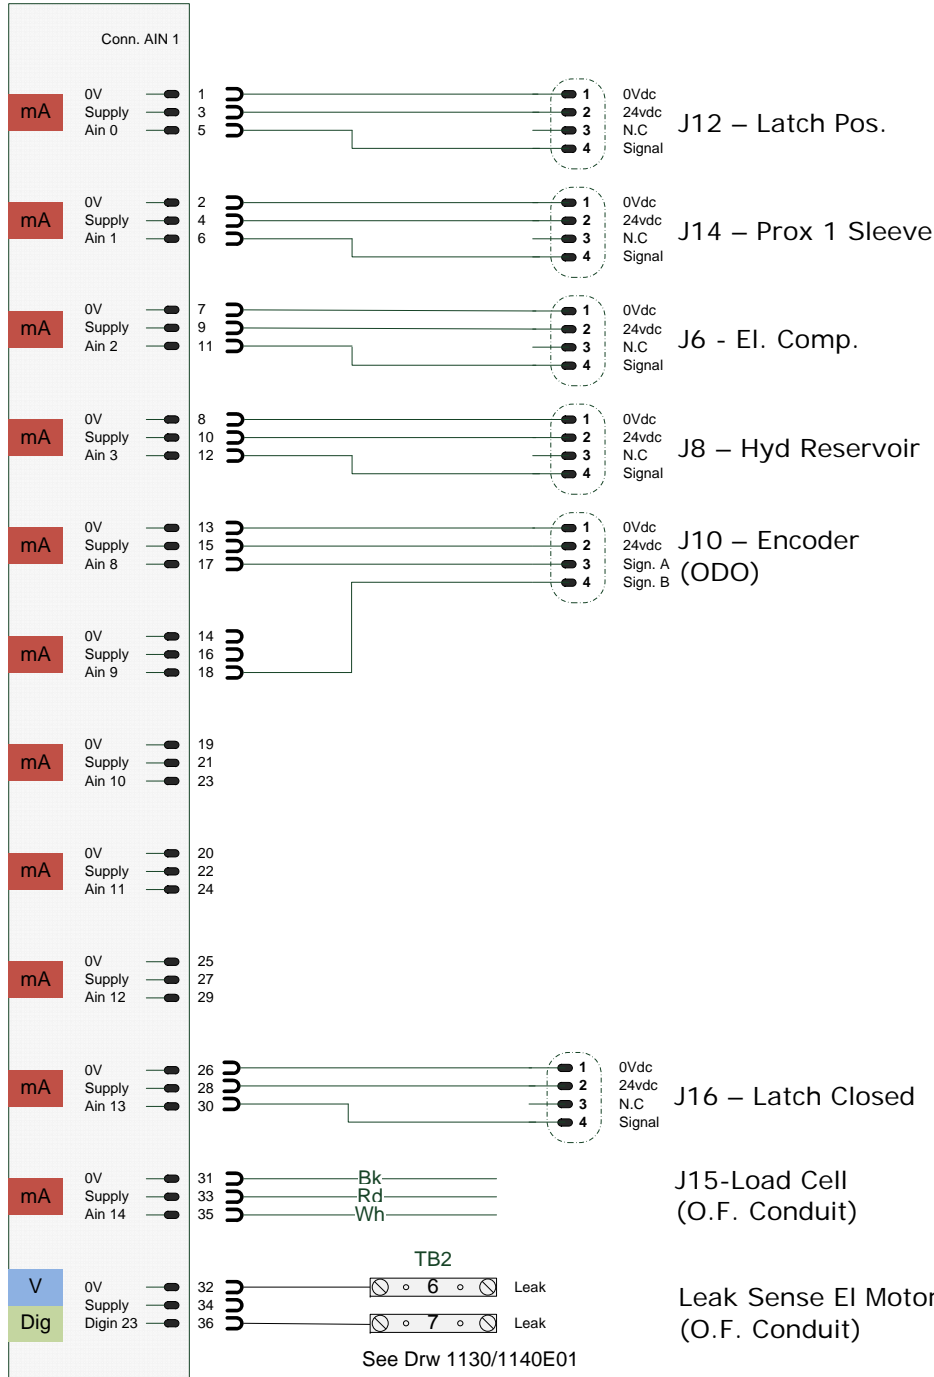 Conn. AIN 1
mA
0V 1
Supply 3
Ain 0 5
1 0Vdc
2 24vdc
3 N.C
4 Signal
J12 – Latch Pos.
mA
0V 2
Supply 4
Ain 1 6
1 0Vdc
2 24vdc
3 N.C
4 Signal
J14 – Prox 1 Sleeve
mA
0V 7
Supply 9
Ain 2 11
1 0Vdc
2 24vdc
3 N.C
4 Signal
J6 - El. Comp.
mA
0V 8
Supply 10
Ain 3 12
1 0Vdc
2 24vdc
3 N.C
4 Signal
J8 – Hyd Reservoir
mA
0V 13
Supply 15
Ain 8 17
1 0Vdc
2 24vdc
3 Sign. A
4 Sign. B
J10 – Encoder
(ODO)
mA
0V 14
Supply 16
Ain 9 18
mA
0V 19
Supply 21
Ain 10 23
mA
0V 20
Supply 22
Ain 11 24
mA
0V 25
Supply 27
Ain 12 29
mA
0V 26
Supply 28
Ain 13 30
1 0Vdc
2 24vdc
3 N.C
4 Signal
J16 – Latch Closed
mA
0V 31 Bk
Supply 33 Rd
Ain 14 35 Wh
J15-Load Cell
(O.F. Conduit)
V
Dig
0V 32
Supply 34
Digin 23 36
TB2
6 Leak
7 Leak
Leak Sense El Motor
(O.F. Conduit)
See Drw 1130/1140E01